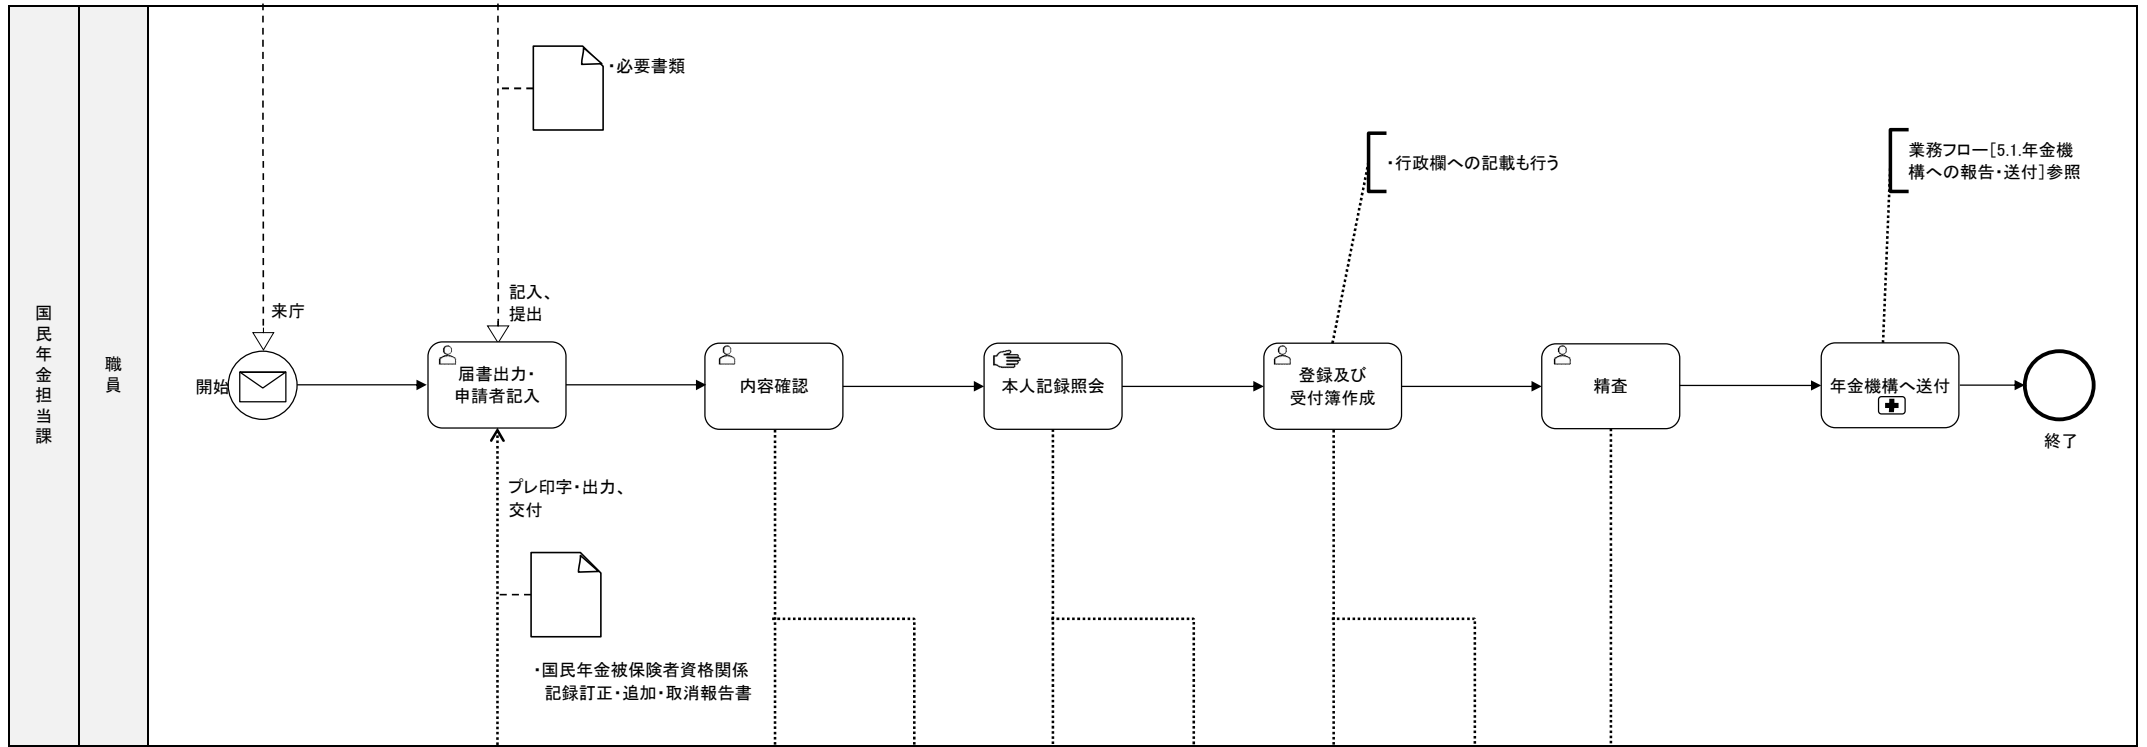 国民年金担当課
職員
・必要書類
・行政欄への記載も行う
業務フロー[5.1.年金機
構への報告・送付]参照
来庁
記入、
提出
開始
届書出力・
申請者記入
内容確認
本人記録照会
登録及び
受付簿作成
精査
年金機構へ送付
終了
プレ印字・出力、
交付
・国民年金被保険者資格関係
記録訂正・追加・取消報告書